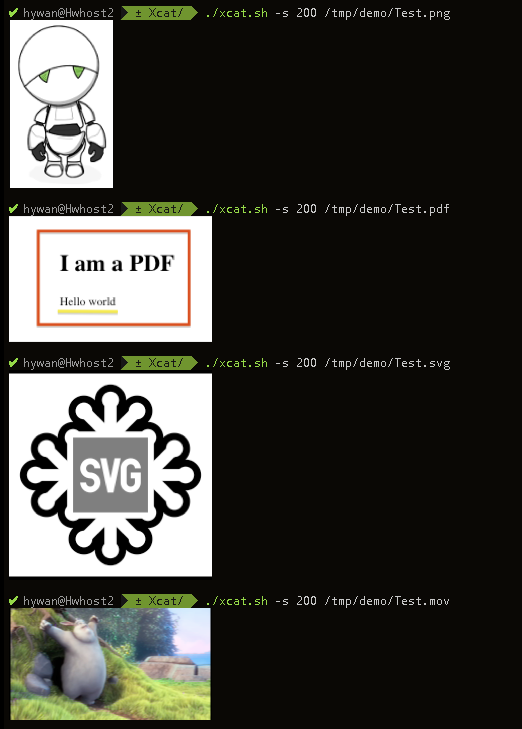 ✔ hywan@Hwhost2 ± Xcat/ ./xcat.sh -s 200 /tmp/demo/Test.png
✔ hywan@Hwhost2 ± Xcat/ ./xcat.sh -s 200 /tmp/demo/Test.pdf
I am a PDF
Hello world
✔ hywan@Hwhost2 ± Xcat/ ./xcat.sh -s 200 /tmp/demo/Test.svg
SVG
✔ hywan@Hwhost2 ± Xcat/ ./xcat.sh -s 200 /tmp/demo/Test.mov